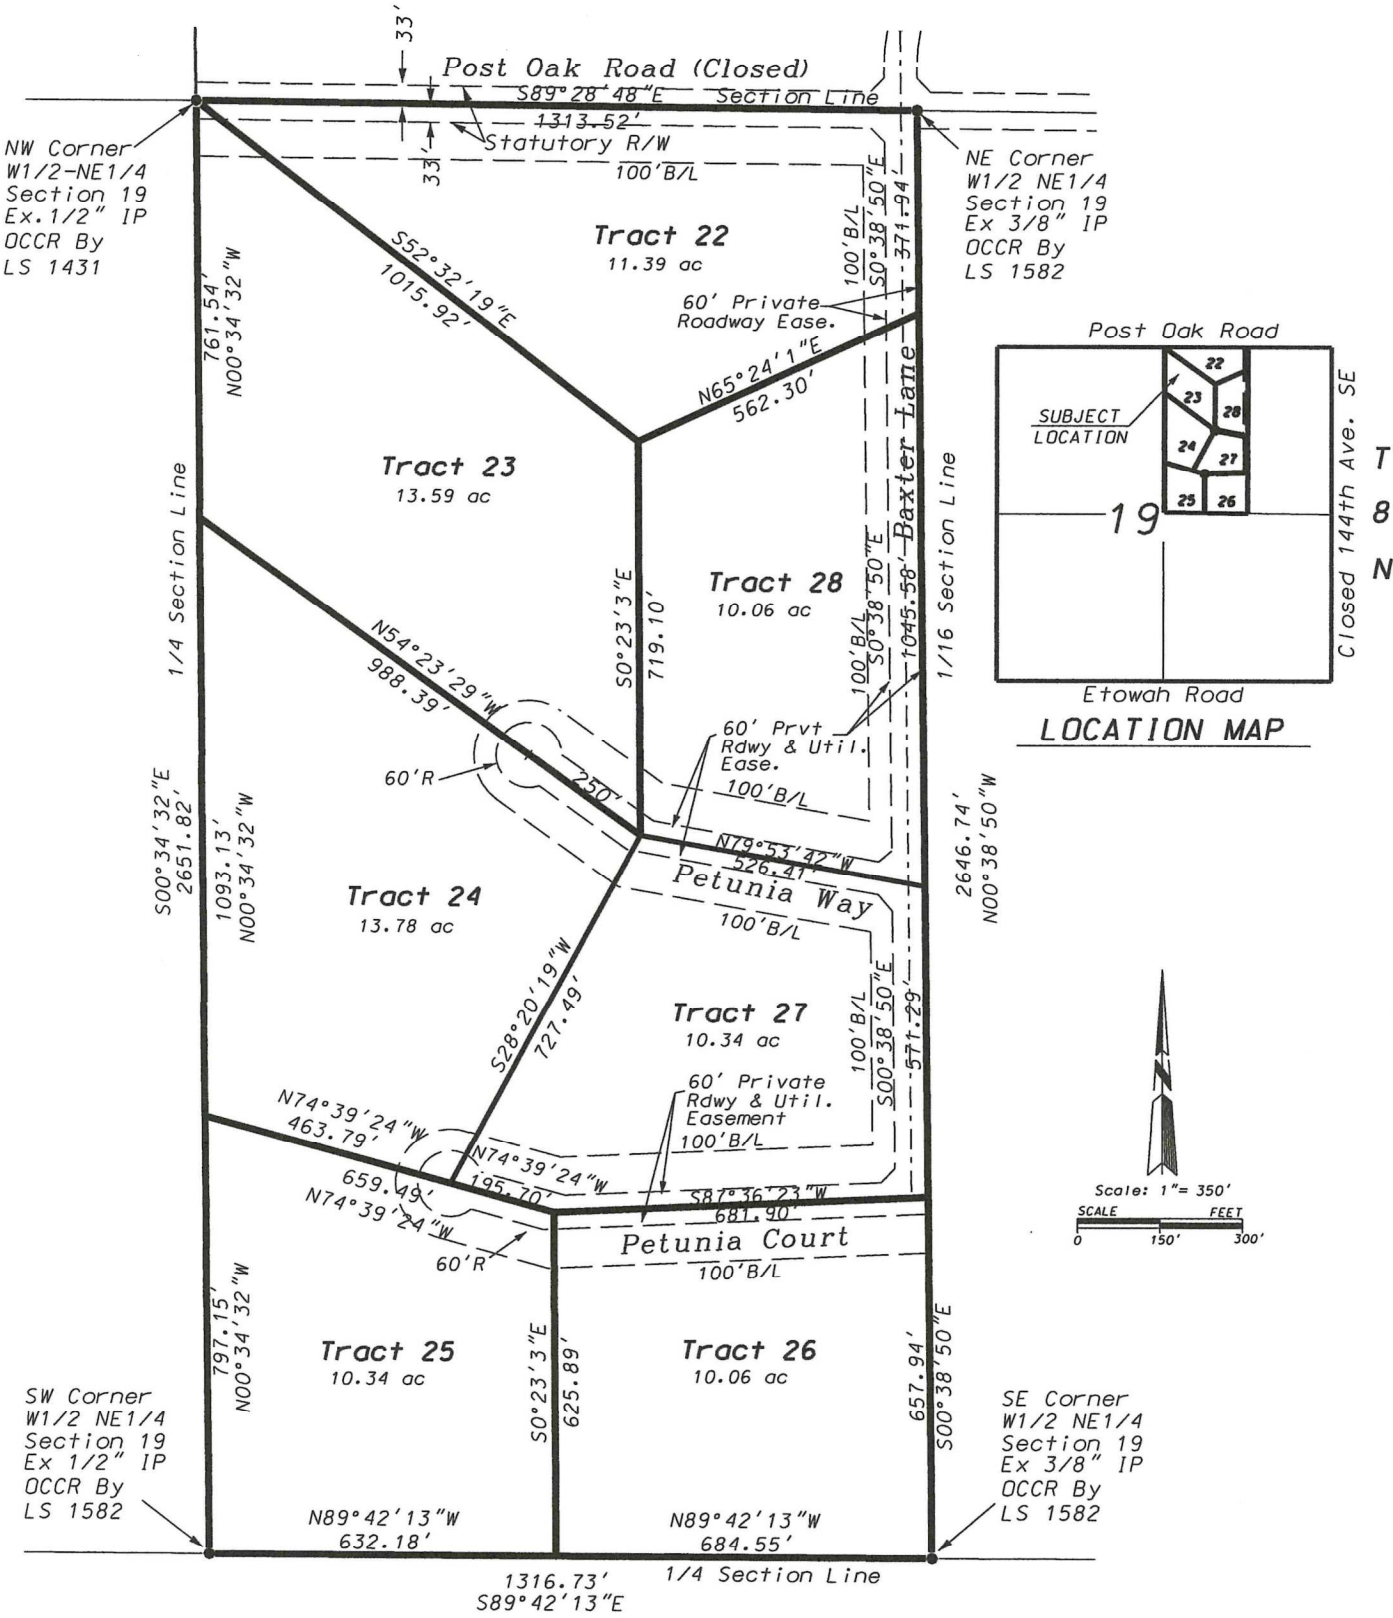 33'
Post Oak Road (Closed)
S89°28'48"E
Section Line
1313.52'
Statutory R/W
33'
100'B/L
NW Corner
W1/2-NE1/4
Section 19
Ex.1/2" IP
OCCR By
LS 1431
NE Corner
W1/2 NE1/4
Section 19
Ex 3/8" IP
OCCR By
LS 1582
S0°38'50"E
371.94'
100'B/L
Tract 22
11.39 ac
S52°32'19"E
1015.92'
761.54'
N00°34'32"W
60' Private
Roadway Ease.
N65°24'1"E
562.30'
Baxter Lane
Tract 23
13.59 ac
1/4 Section Line
1/16 Section Line
S0°23'3"E
719.10'
Tract 28
10.06 ac
100'B/L
S0°38'50"E
1045.58'
N54°23'29"W
988.39'
60'R
250'
60' Prvt
Rdwy & Util.
Ease.
100'B/L
N79°53'42"W
526.41'
Petunia Way
100'B/L
S00°34'32"E
2651.82'
1093.13'
N00°34'32"W
2646.74'
N00°38'50"W
Tract 24
13.78 ac
S28°20'19"W
727.49'
Tract 27
10.34 ac
100'B/L
S00°38'50"E
571.29'
60' Private
Rdwy & Util.
Easement
100'B/L
N74°39'24"W
463.79'
N74°39'24"W
195.70'
659.49'
N74°39'24"W
60'R
S87°36'23"W
681.90'
Petunia Court
100'B/L
797.15'
N00°34'32"W
Tract 25
10.34 ac
S0°23'3"E
625.89'
Tract 26
10.06 ac
657.94'
S00°38'50"E
SW Corner
W1/2 NE1/4
Section 19
Ex 1/2" IP
OCCR By
LS 1582
SE Corner
W1/2 NE1/4
Section 19
Ex 3/8" IP
OCCR By
LS 1582
N89°42'13"W
632.18'
N89°42'13"W
684.55'
1316.73'
S89°42'13"E
1/4 Section Line
Post Oak Road
22
23
28
SUBJECT
LOCATION
24
27
25
26
19
Closed 144th Ave. SE
T
8
N
Etowah Road
LOCATION MAP
N
Scale: 1"= 350'
SCALE
FEET
0
150'
300'